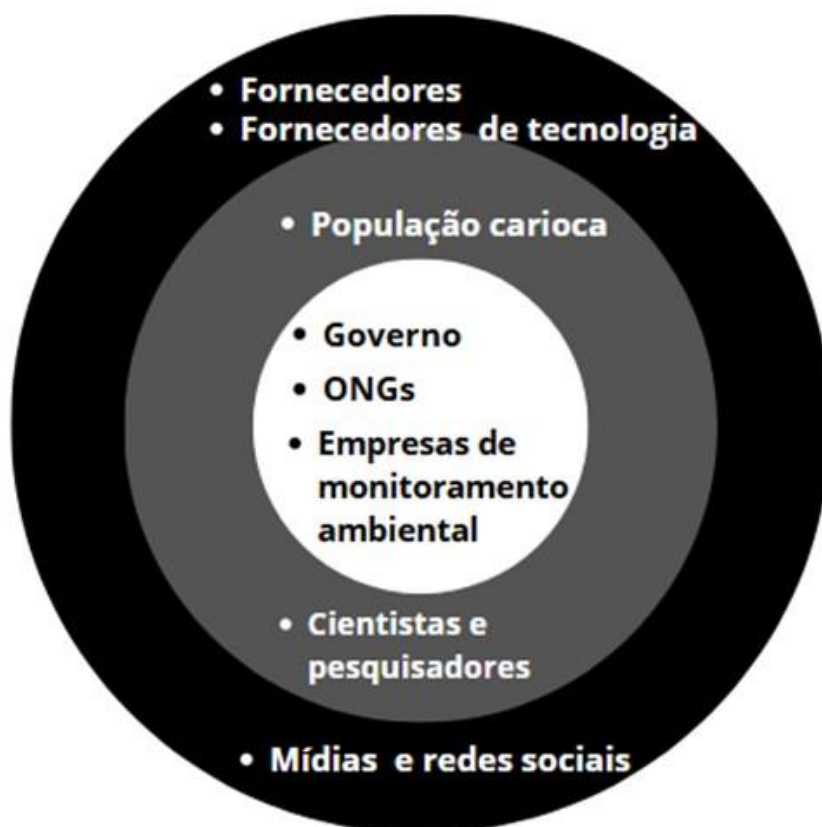 • Fornecedores
• Fornecedores de tecnologia
• População carioca
• Governo
• ONGs
• Empresas de
monitoramento
ambiental
• Cientistas e
pesquisadores
• Mídias e redes sociais